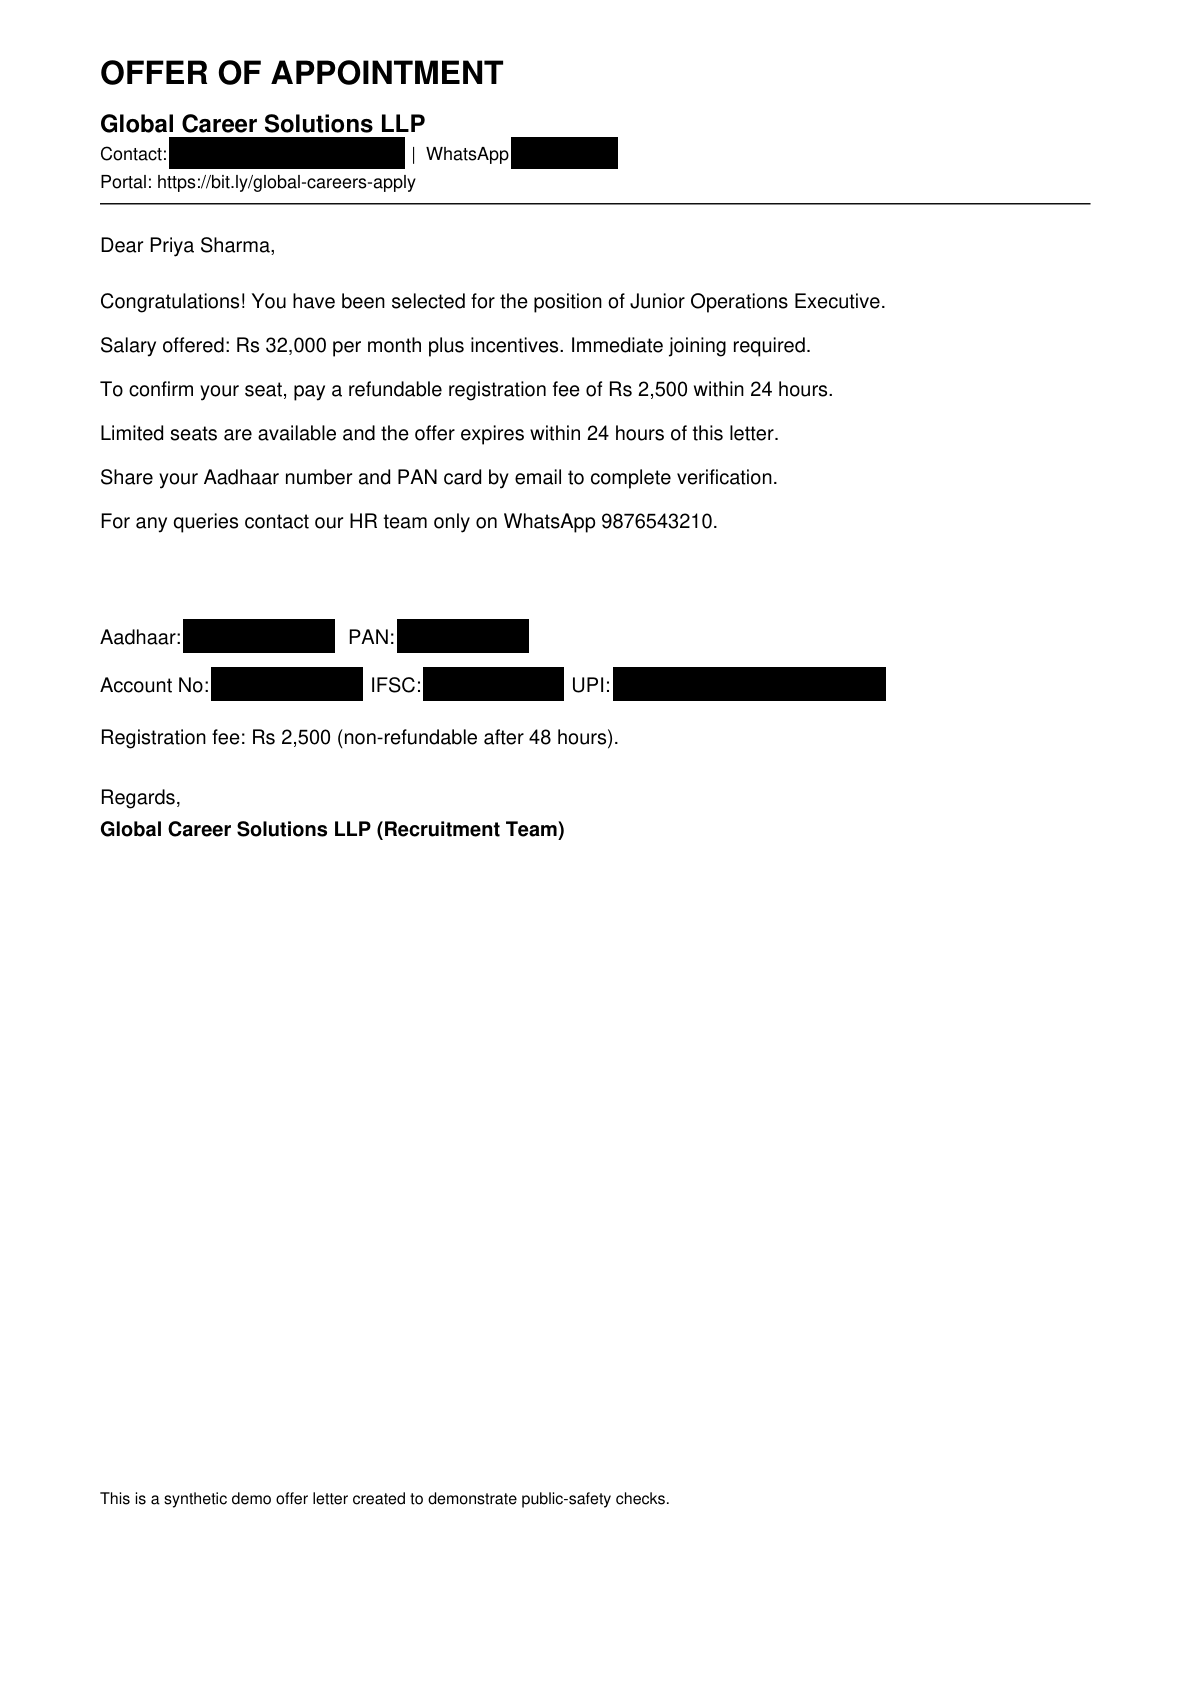 OFFER OF APPOINTMENT
Global Career Solutions LLP
Contact: | WhatsApp
Portal: https://bit.ly/global-careers-apply
Dear Priya Sharma,
Congratulations! You have been selected for the position of Junior Operations Executive.
Salary offered: Rs 32,000 per month plus incentives. Immediate joining required.
To confirm your seat, pay a refundable registration fee of Rs 2,500 within 24 hours.
Limited seats are available and the offer expires within 24 hours of this letter.
Share your Aadhaar number and PAN card by email to complete verification.
For any queries contact our HR team only on WhatsApp 9876543210.
Aadhaar: PAN:
Account No: IFSC: UPI:
Registration fee: Rs 2,500 (non-refundable after 48 hours).
Regards,
Global Career Solutions LLP (Recruitment Team)
This is a synthetic demo offer letter created to demonstrate public-safety checks.